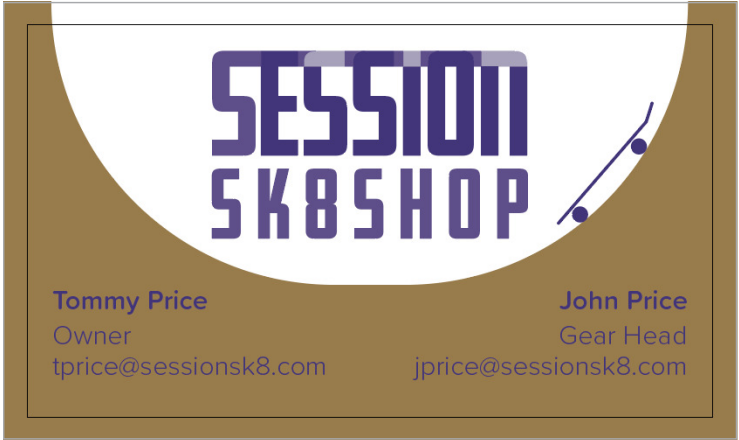 SESSION
SK8SHOP
Tommy Price
Owner
tprice@sessionsk8.com
John Price
Gear Head
jprice@sessionsk8.com